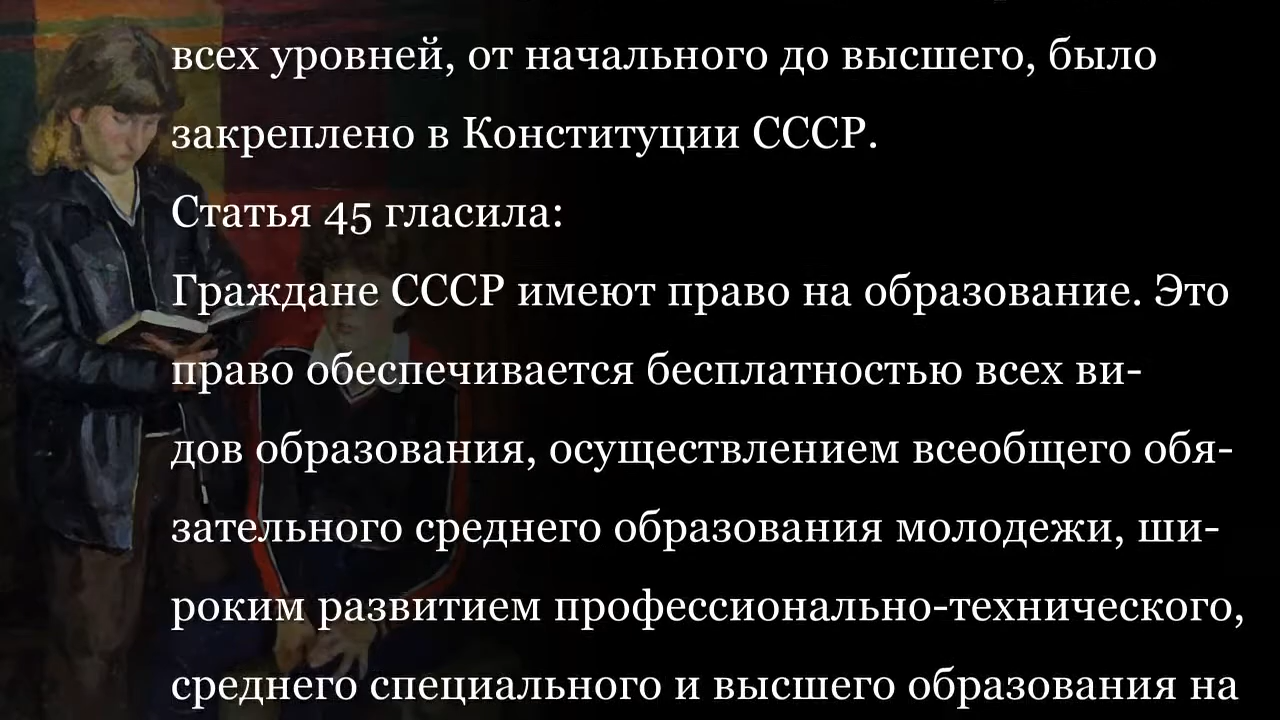 всех уровней, от начального до высшего, было
закреплено в Конституции СССР.
Статья 45 гласила:
Граждане СССР имеют право на образование. Это
право обеспечивается бесплатностью всех ви-
дов образования, осуществлением всеобщего обя-
зательного среднего образования молодежи, ши-
роким развитием профессионально-технического,
среднего специального и высшего образования на